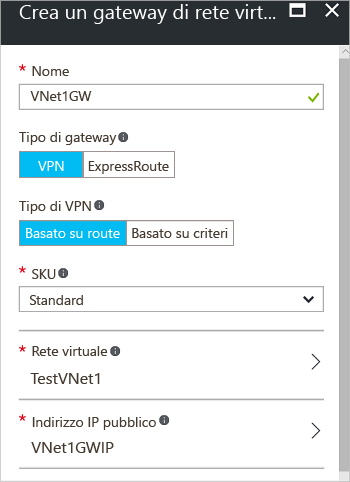 Crea un gateway di rete virt...
* Nome
VNet1GW
Tipo di gateway
VPN
ExpressRoute
Tipo di VPN
Basato su route
Basato su criteri
* SKU
Standard
* Rete virtuale
TestVNet1
* Indirizzo IP pubblico
VNet1GWIP